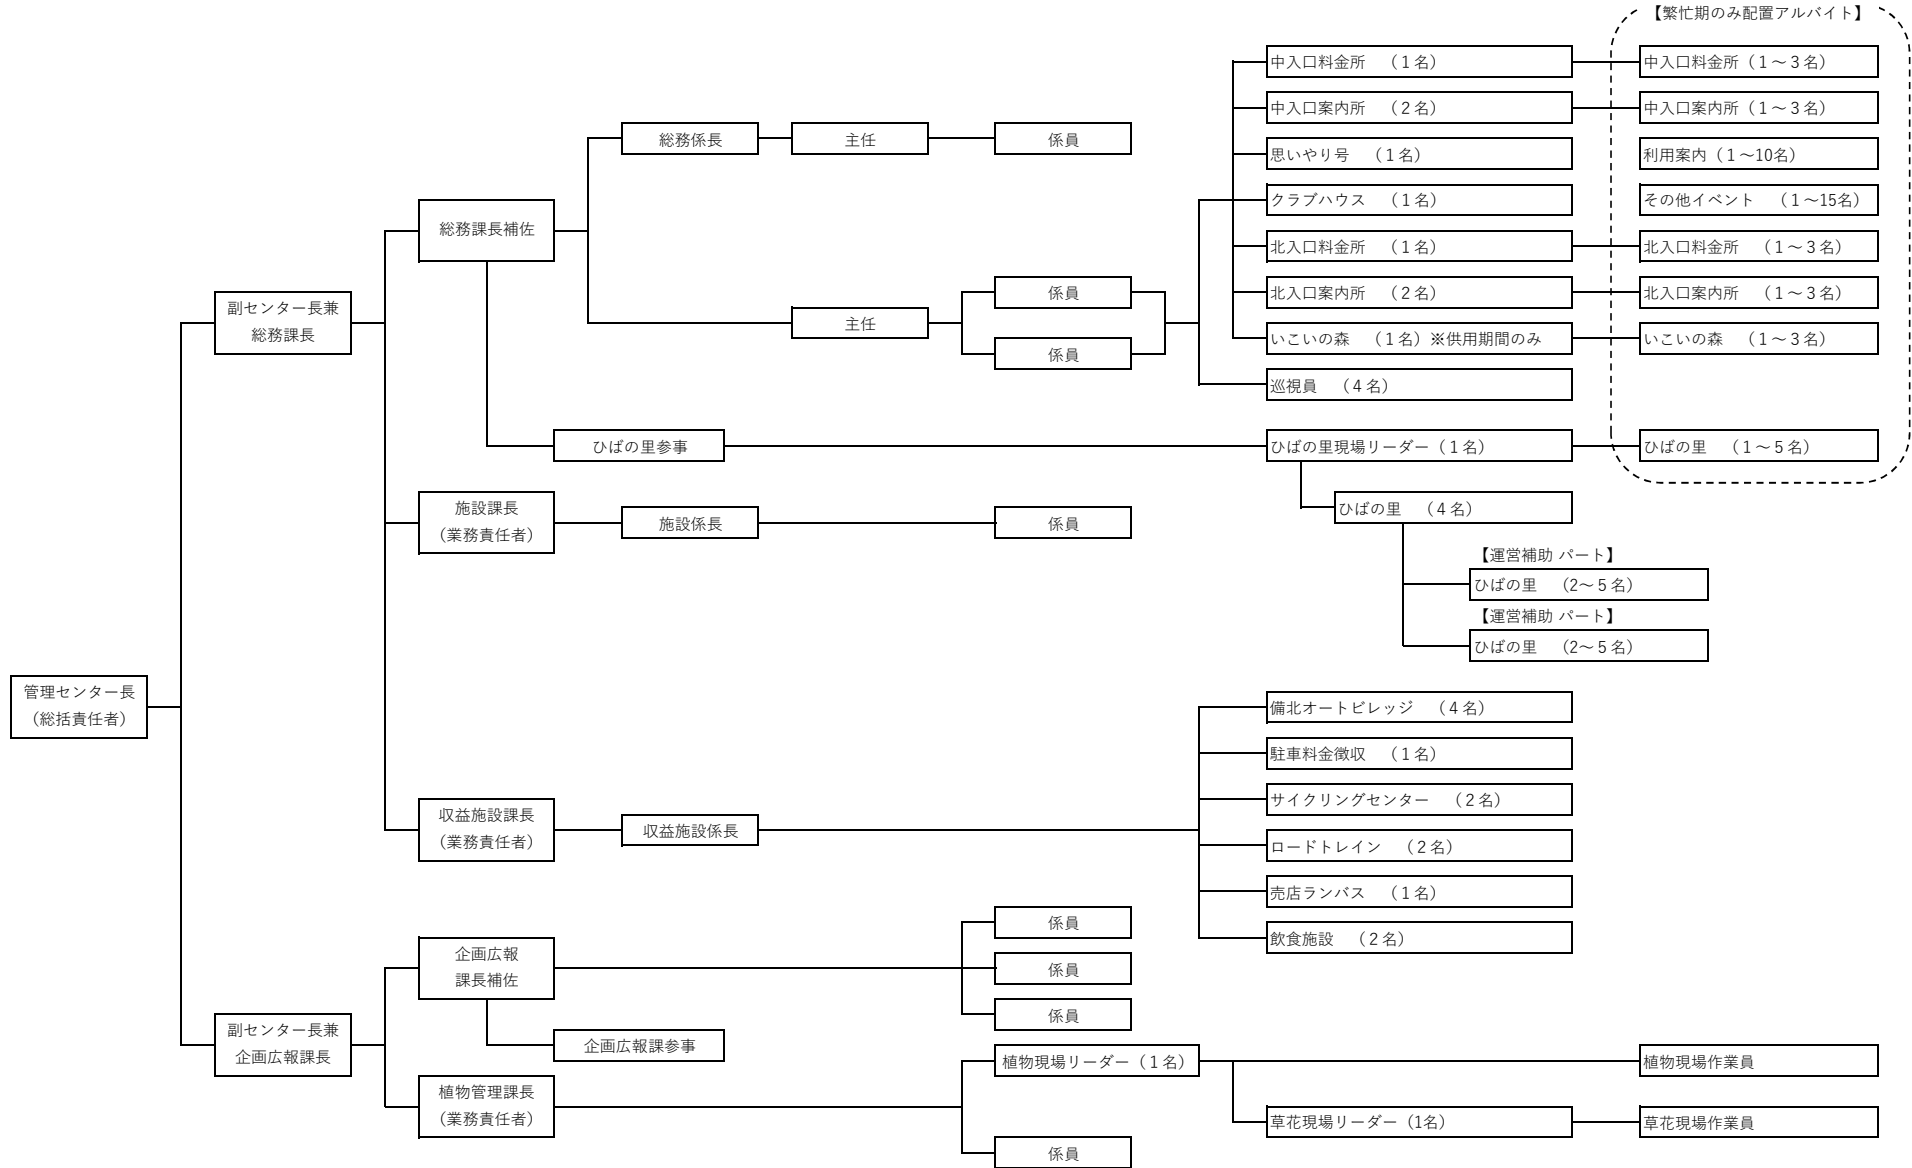 【繁忙期のみ配置アルバイト】
中入口料金所　（１名）
中入口料金所（１～３名）
中入口案内所　（２名）
中入口案内所（１～３名）
総務係長
主任
係員
思いやり号　（１名）
利用案内（１～10名）
クラブハウス　（１名）
その他イベント　（１～15名）
総務課長補佐
北入口料金所　（１名）
北入口料金所　（１～３名）
係員
北入口案内所　（２名）
北入口案内所　（１～３名）
副センター長兼
総務課長
主任
いこいの森　（１名）※供用期間のみ
いこいの森　（１～３名）
係員
巡視員　（４名）
ひばの里参事
ひばの里現場リーダー（１名）
ひばの里　（１～５名）
施設課長
（業務責任者）
施設係長
係員
ひばの里　（４名）
【運営補助 パート】
ひばの里　（2～５名）
【運営補助 パート】
ひばの里　（2～５名）
管理センター長
（総括責任者）
備北オートビレッジ　（４名）
駐車料金徴収　（１名）
サイクリングセンター　（２名）
収益施設課長
（業務責任者）
収益施設係長
ロードトレイン　（２名）
売店ランバス　（１名）
飲食施設　（２名）
係員
企画広報
課長補佐
係員
係員
副センター長兼
企画広報課長
企画広報課参事
植物現場リーダー（１名）
植物現場作業員
植物管理課長
（業務責任者）
草花現場リーダー（1名）
草花現場作業員
係員